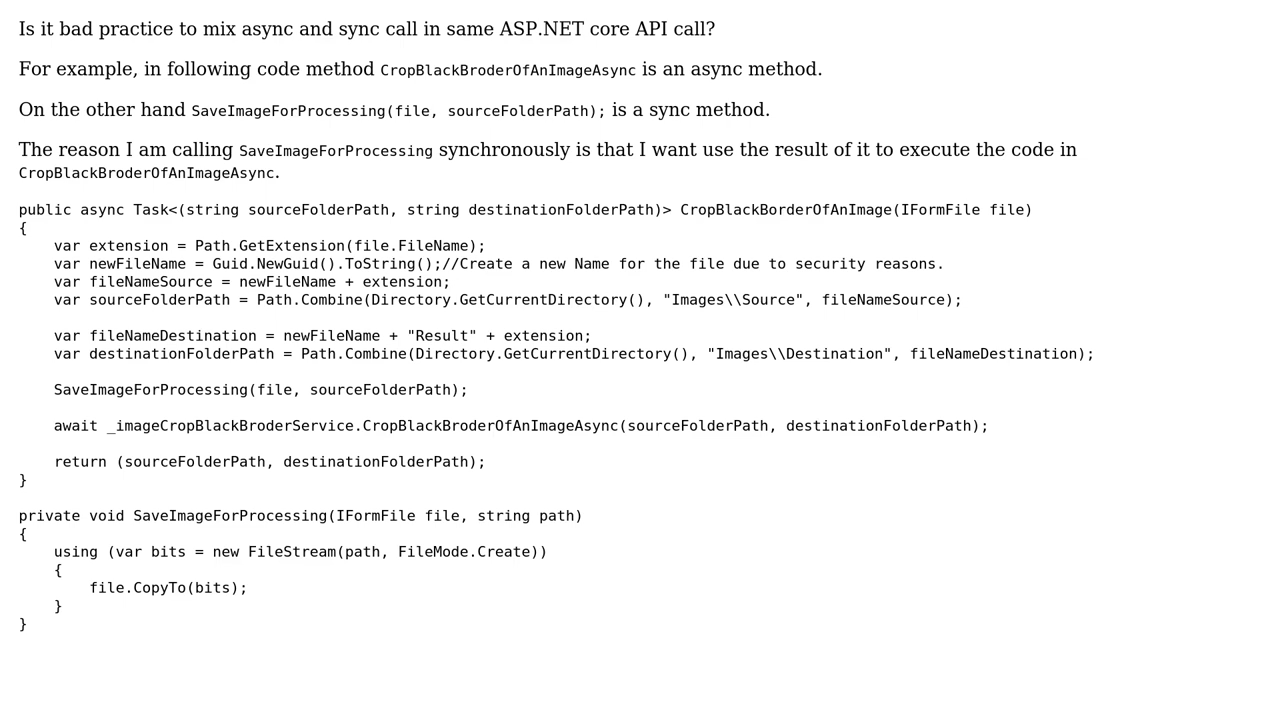 Is it bad practice to mix async and sync call in same ASP.NET core API call?
For example, in following code method CropBlackBroderOfAnImageAsync is an async method.
On the other hand SaveImageForProcessing(file, sourceFolderPath); is a sync method.
The reason I am calling SaveImageForProcessing synchronously is that I want use the result of it to execute the code in
CropBlackBroderOfAnImageAsync.
public async Task<(string sourceFolderPath, string destinationFolderPath)> CropBlackBorderOfAnImage(IFormFile file)
{
    var extension = Path.GetExtension(file.FileName);
    var newFileName = Guid.NewGuid().ToString();//Create a new Name for the file due to security reasons.
    var fileNameSource = newFileName + extension;
    var sourceFolderPath = Path.Combine(Directory.GetCurrentDirectory(), "Images\\Source", fileNameSource);

    var fileNameDestination = newFileName + "Result" + extension;
    var destinationFolderPath = Path.Combine(Directory.GetCurrentDirectory(), "Images\\Destination", fileNameDestination);

    SaveImageForProcessing(file, sourceFolderPath);

    await _imageCropBlackBroderService.CropBlackBroderOfAnImageAsync(sourceFolderPath, destinationFolderPath);

    return (sourceFolderPath, destinationFolderPath);
}

private void SaveImageForProcessing(IFormFile file, string path)
{
    using (var bits = new FileStream(path, FileMode.Create))
    {
        file.CopyTo(bits);
    }
}